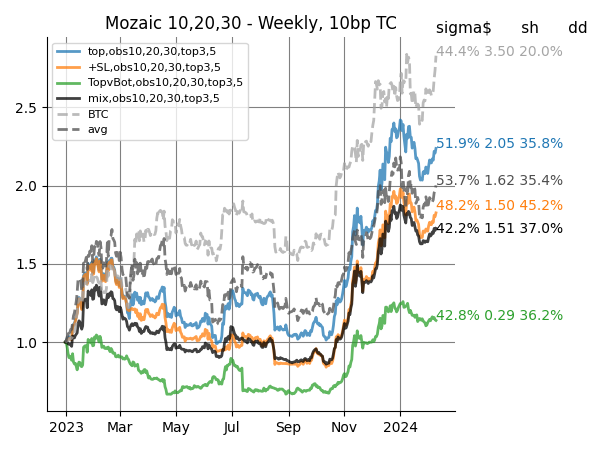 Mozaic 10,20,30 - Weekly, 10bp TC
sigma$ sh dd
top,obs10,20,30,top3,5
+SL,obs10,20,30,top3,5
TopvBot,obs10,20,30,top3,5
mix,obs10,20,30,top3,5
BTC
avg
44.4% 3.50 20.0%
51.9% 2.05 35.8%
53.7% 1.62 35.4%
48.2% 1.50 45.2%
42.2% 1.51 37.0%
42.8% 0.29 36.2%
2.5
2.0
1.5
1.0
2023 Mar May Jul Sep Nov 2024